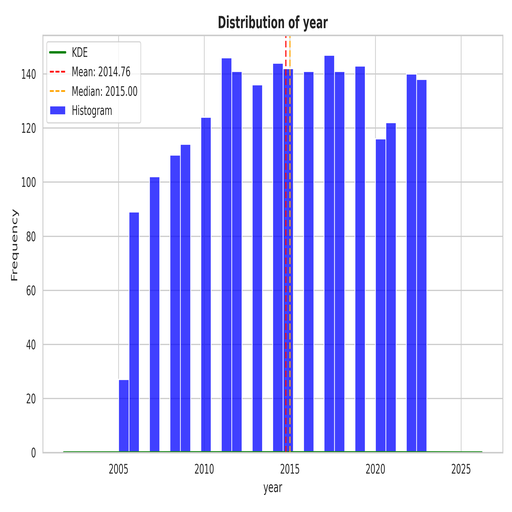 Distribution of year
KDE
Mean: 2014.76
Median: 2015.00
Histogram
140
120
100
80
60
40
20
0
Frequency
2005 2010 2015 2020 2025
year